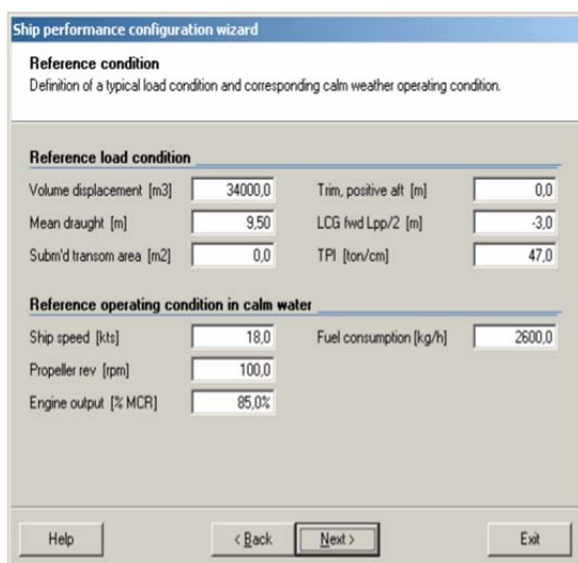 Ship performance configuration wizard
Reference condition
Definition of a typical load condition and corresponding calm weather operating condition.
Reference load condition
Volume displacement [m3] 34000,0 Trim, positive aft [m] 0,0
Mean draught [m] 9,50 LCG fwd Lpp/2 [m] -3,0
Subm'd transom area [m2] 0,0 TPI [ton/cm] 47,0
Reference operating condition in calm water
Ship speed [kts] 18,0 Fuel consumption [kg/h] 2600,0
Propeller rev [rpm] 100,0
Engine output [% MCR] 85,0%
Help < Back Next > Exit